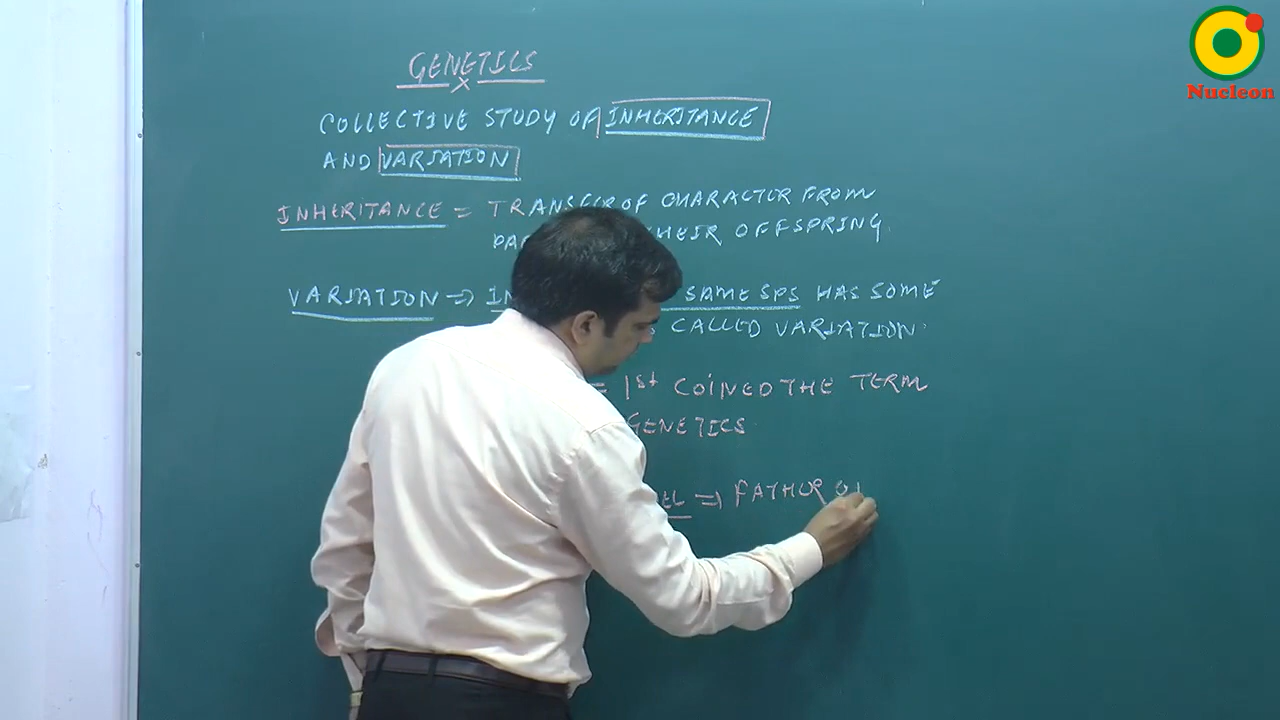 GENETICS
COLLECTIVE STUDY OF INHERITANCE
AND VARIATION
INHERITANCE = TRANSFER OF CHARACTER FROM
THEIR OFFSPRING
VARIATION ⇒ SAME SPS HAS SOME
CALLED VARIATION
= 1st COINED THE TERM
GENETICS
⇒ FATHER
Nucleon